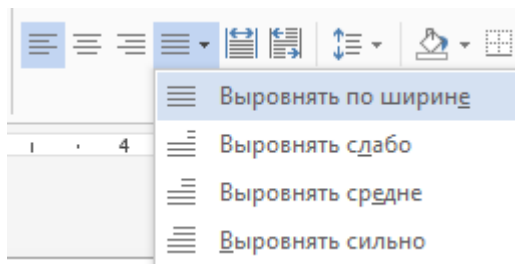 4
Выровнять по ширине
Выровнять слабо
Выровнять средне
Выровнять сильно